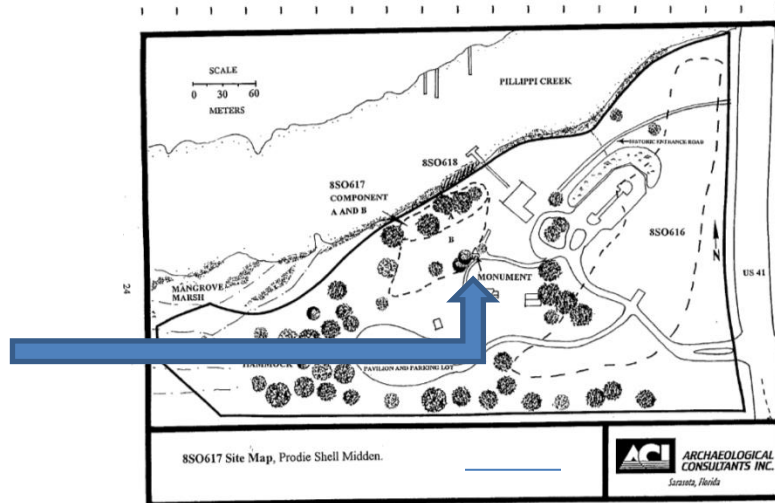 SCALE
0 30 60
METERS
PILLIPPI CREEK
8SO618
8SO617
COMPONENT
A AND B
HISTORIC ENTRANCE ROAD
B
8SO616
N
MONUMENT
US 41
MANGROVE
MARSH
24
HAMMOCK
PAVILION AND PARKING LOT
8SO617 Site Map, Prodie Shell Midden.
ACI
ARCHAEOLOGICAL
CONSULTANTS INC.
Sarasota, Florida